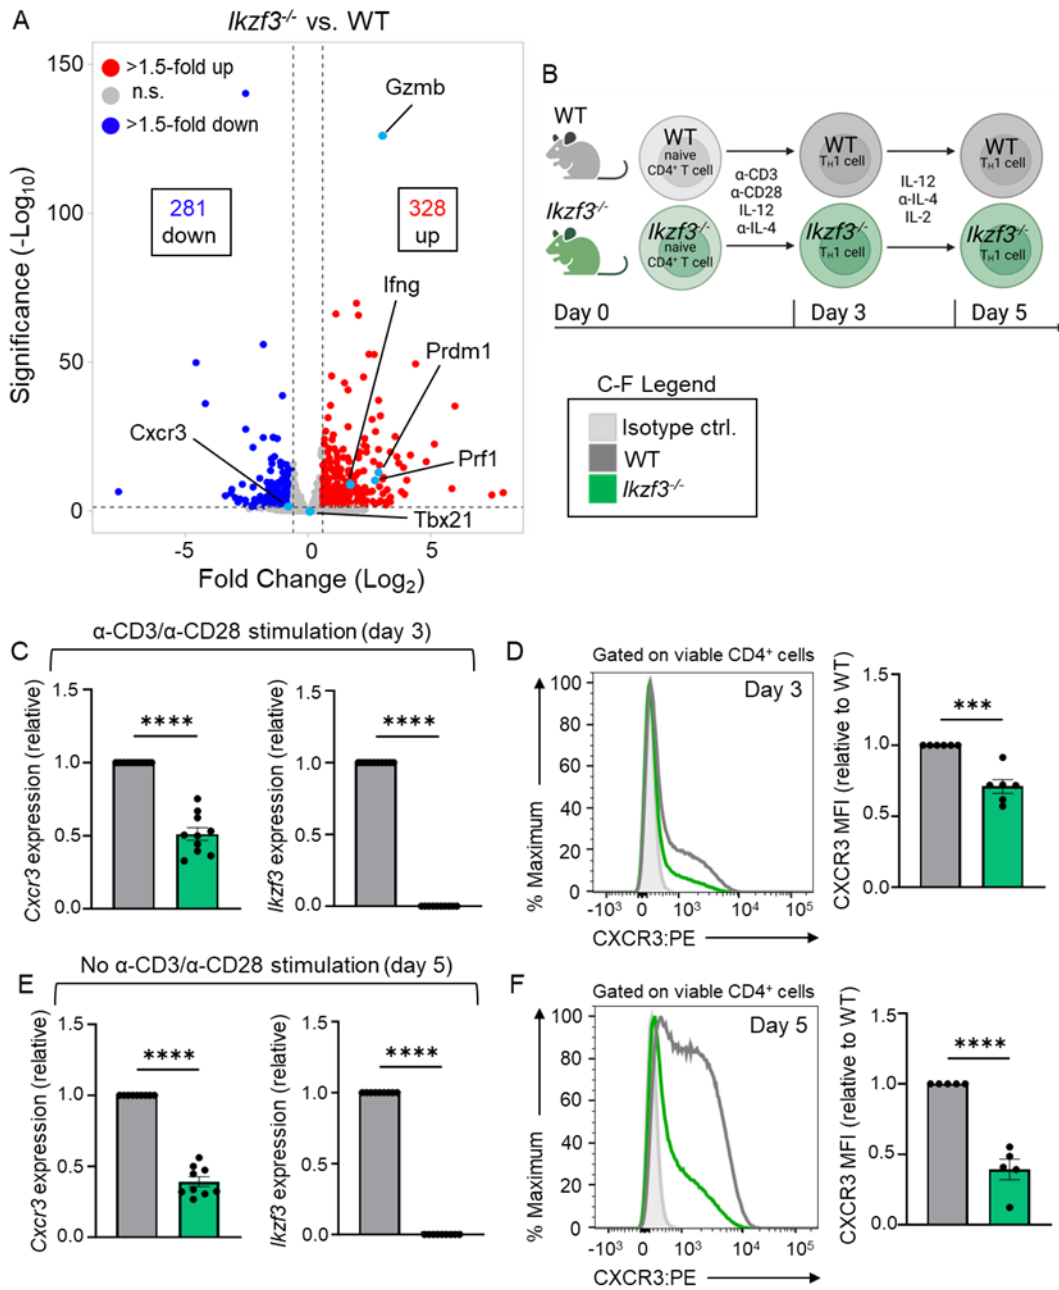 A
Ikzf3-/- vs. WT
>1.5-fold up
n.s.
>1.5-fold down
281
down
328
up
Gzmb
Ifng
Prdm1
Prf1
Cxcr3
Tbx21
150
100
50
0
Significance (-Log10)
-5
0
5
Fold Change (Log2)
B
WT
WT
naive
CD4+ T cell
α-CD3
α-CD28
IL-12
α-IL-4
WT
TH1 cell
IL-12
α-IL-4
IL-2
WT
TH1 cell
Ikzf3-/-
Ikzf3-/-
naive
CD4+ T cell
Ikzf3-/-
TH1 cell
Ikzf3-/-
TH1 cell
Day 0
Day 3
Day 5
C-F Legend
Isotype ctrl.
WT
Ikzf3-/-
C
α-CD3/α-CD28 stimulation (day 3)
Cxcr3 expression (relative)
1.5
1.0
0.5
0.0
****
Ikzf3 expression (relative)
1.5
1.0
0.5
0.0
****
D
Gated on viable CD4+ cells
Day 3
% Maximum
100
80
60
40
20
0
-10³
0
10³
10⁴
10⁵
CXCR3:PE
CXCR3 MFI (relative to WT)
1.5
1.0
0.5
0.0
***
E
No α-CD3/α-CD28 stimulation (day 5)
Cxcr3 expression (relative)
1.5
1.0
0.5
0.0
****
Ikzf3 expression (relative)
1.5
1.0
0.5
0.0
****
F
Gated on viable CD4+ cells
Day 5
% Maximum
100
80
60
40
20
0
-10³
0
10³
10⁴
10⁵
CXCR3:PE
CXCR3 MFI (relative to WT)
1.5
1.0
0.5
0.0
****